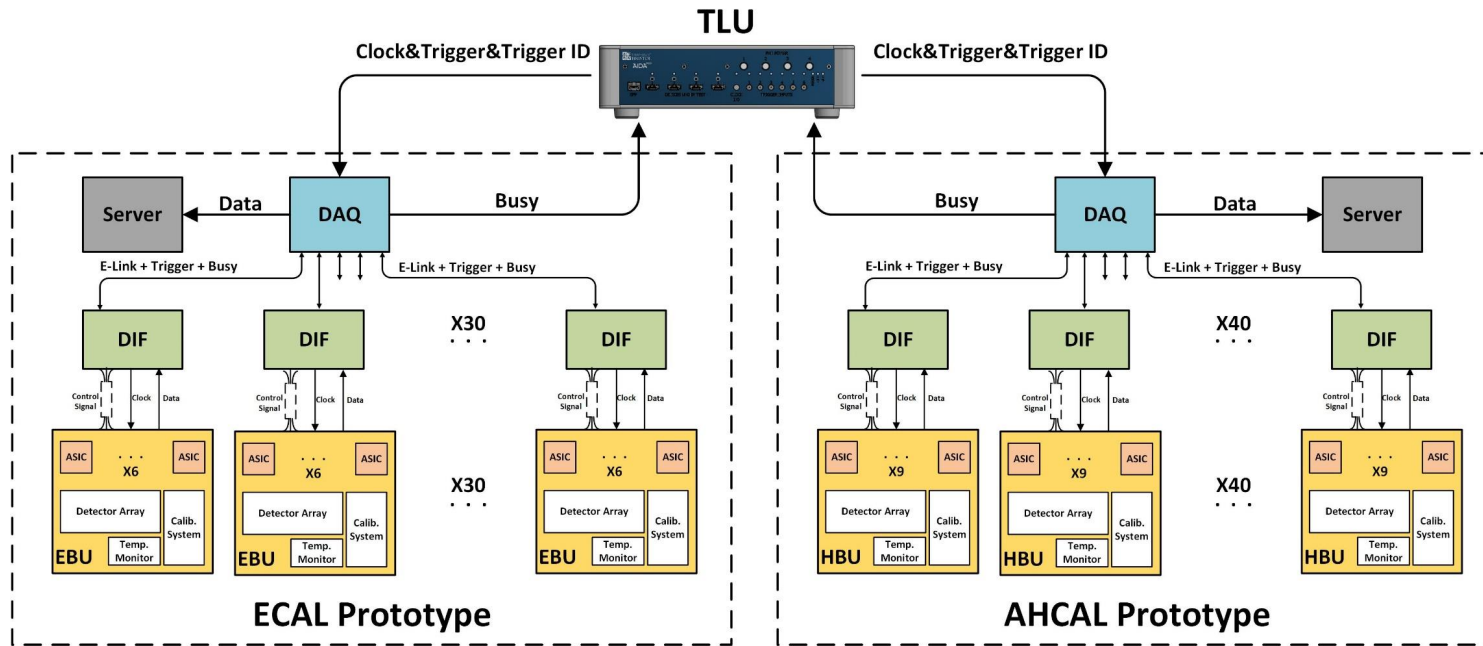 TLU
Clock&Trigger&Trigger ID
Clock&Trigger&Trigger ID
AIDA
Server
Data
DAQ
Busy
E-Link + Trigger + Busy
E-Link + Trigger + Busy
DIF
DIF
X30
. . .
DIF
Control
Signal
Clock
Data
Control
Signal
Clock
Data
Control
Signal
Clock
Data
ASIC
. . .
X6
ASIC
Detector Array
Calib.
System
Temp.
Monitor
EBU
ASIC
. . .
X6
ASIC
Detector Array
Calib.
System
Temp.
Monitor
EBU
X30
. . .
ASIC
. . .
X6
ASIC
Detector Array
Calib.
System
Temp.
Monitor
EBU
ECAL Prototype
Busy
DAQ
Data
Server
E-Link + Trigger + Busy
E-Link + Trigger + Busy
DIF
DIF
X40
. . .
DIF
Control
Signal
Clock
Data
Control
Signal
Clock
Data
Control
Signal
Clock
Data
ASIC
. . .
X9
ASIC
Detector Array
Calib.
System
Temp.
Monitor
HBU
ASIC
. . .
X9
ASIC
Detector Array
Calib.
System
Temp.
Monitor
HBU
X40
. . .
ASIC
. . .
X9
ASIC
Detector Array
Calib.
System
Temp.
Monitor
HBU
AHCAL Prototype